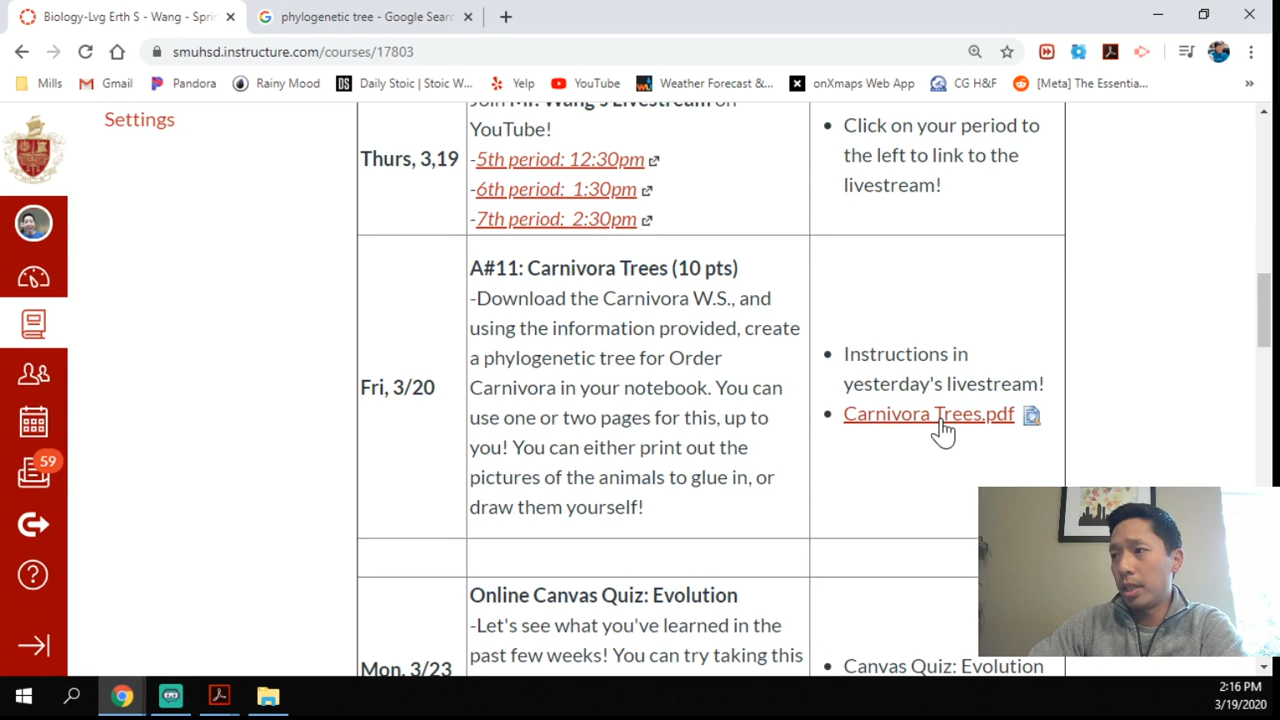 Biology-Lvg Erth S - Wang - Sprin
phylogenetic tree - Google Searc
smuhsd.instructure.com/courses/17803
Mills
Gmail
Pandora
Rainy Mood
Daily Stoic | Stoic W...
Yelp
YouTube
Weather Forecast &...
onXmaps Web App
CG H&F
[Meta] The Essentia...
Settings
Thurs, 3,19
Join Mr. Wang's Livestream on
YouTube!
-5th period: 12:30pm
-6th period: 1:30pm
-7th period: 2:30pm
Click on your period to
the left to link to the
livestream!
Fri, 3/20
A#11: Carnivora Trees (10 pts)
-Download the Carnivora W.S., and
using the information provided, create
a phylogenetic tree for Order
Carnivora in your notebook. You can
use one or two pages for this, up to
you! You can either print out the
pictures of the animals to glue in, or
draw them yourself!
Instructions in
yesterday's livestream!
Carnivora Trees.pdf
Mon, 3/23
Online Canvas Quiz: Evolution
-Let's see what you've learned in the
past few weeks! You can try taking this
Canvas Quiz: Evolution
59
2:16 PM
3/19/2020